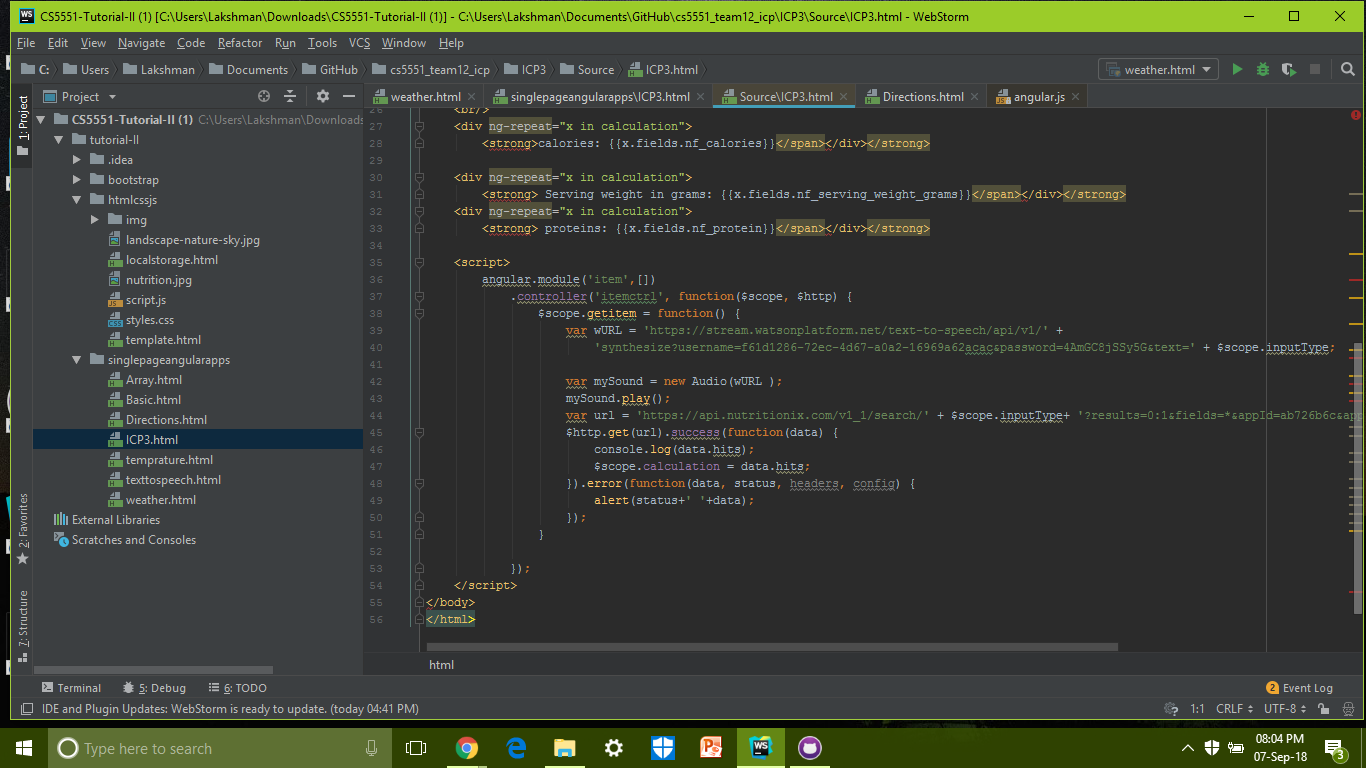 CS5551-Tutorial-II (1) [C:\Users\Lakshman\Downloads\CS5551-Tutorial-II (1)] - C:\Users\Lakshman\Documents\GitHub\cs5551_team12_icp\ICP3\Source\ICP3.html - WebStorm
File Edit View Navigate Code Refactor Run Tools VCS Window Help
C: Users Lakshman Documents GitHub cs5551_team12_icp ICP3 Source ICP3.html weather.html
Project weather.html singlepageangularapps\ICP3.html Source\ICP3.html Directions.html angular.js
1: Project
2: Favorites
7: Structure
CS5551-Tutorial-II (1) C:\Users\Lakshman\Downloads
tutorial-II
.idea
bootstrap
htmlcssjs
img
landscape-nature-sky.jpg
localstorage.html
nutrition.jpg
script.js
styles.css
template.html
singlepageangularapps
Array.html
Basic.html
Directions.html
ICP3.html
temprature.html
texttospeech.html
weather.html
External Libraries
Scratches and Consoles
26 <br/>
27 <div ng-repeat="x in calculation">
28 <strong>calories: {{x.fields.nf_calories}}</span></div></strong>
29
30 <div ng-repeat="x in calculation">
31 <strong> Serving weight in grams: {{x.fields.nf_serving_weight_grams}}</span></div></strong>
32 <div ng-repeat="x in calculation">
33 <strong> proteins: {{x.fields.nf_protein}}</span></div></strong>
34
35 <script>
36 angular.module('item',[])
37 .controller('itemctrl', function($scope, $http) {
38 $scope.getitem = function() {
39 var wURL = 'https://stream.watsonplatform.net/text-to-speech/api/v1/' +
40 'synthesize?username=f61d1286-72ec-4d67-a0a2-16969a62acac&password=4AmGC8jSSy5G&text=' + $scope.inputType;
41
42 var mySound = new Audio(wURL );
43 mySound.play();
44 var url = 'https://api.nutritionix.com/v1_1/search/' + $scope.inputType+ '?results=0:1&fields=*&appId=ab726b6c&app
45 $http.get(url).success(function(data) {
46 console.log(data.hits);
47 $scope.calculation = data.hits;
48 }).error(function(data, status, headers, config) {
49 alert(status+' '+data);
50 });
51 }
52
53 });
54 </script>
55 </body>
56 </html>
html
Terminal 5: Debug 6: TODO 2 Event Log
IDE and Plugin Updates: WebStorm is ready to update. (today 04:41 PM) 1:1 CRLF UTF-8
Type here to search
08:04 PM
07-Sep-18
3